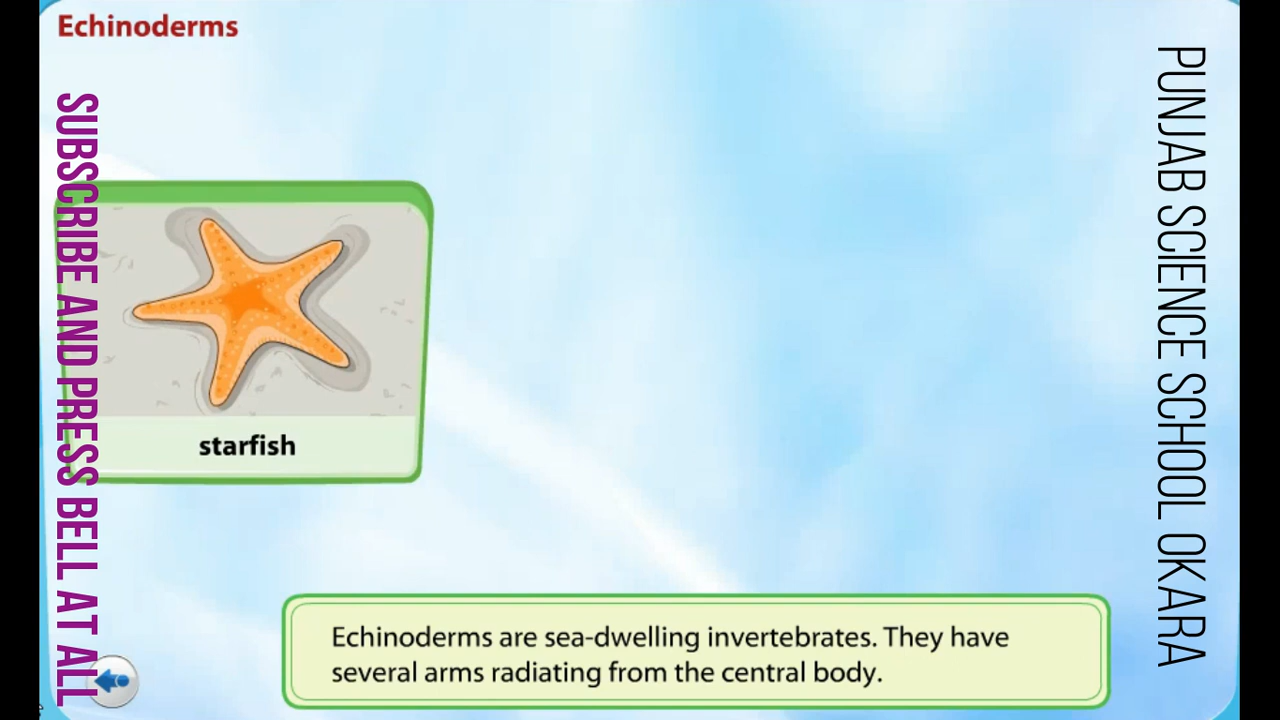 Echinoderms
SUBSCRIBE AND PRESS BELL AT ALL
starfish
Echinoderms are sea-dwelling invertebrates. They have
several arms radiating from the central body.
PUNJAB SCIENCE SCHOOL OKARA